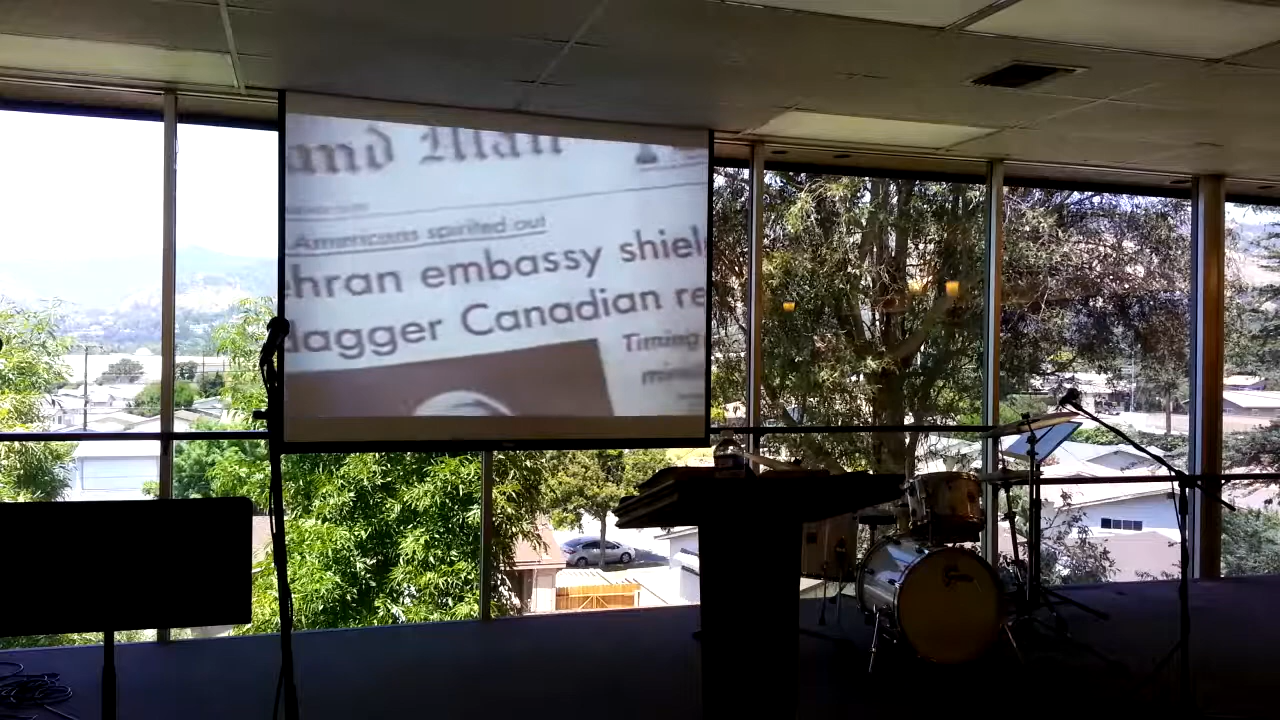 and Mail
Americans spirited out
ehran embassy shiel
dagger Canadian re
Timing